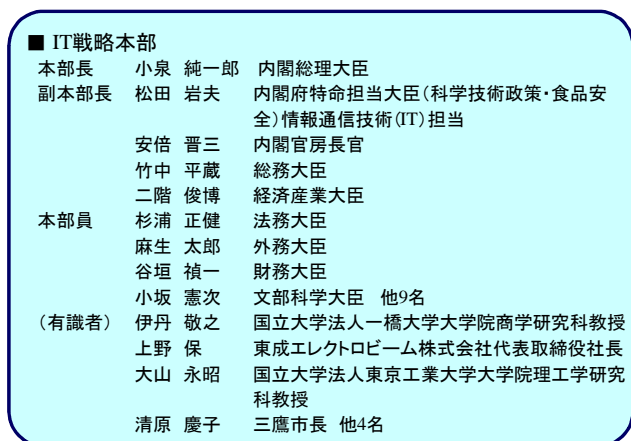 ■ IT戦略本部
本部長 小泉 純一郎 内閣総理大臣
副本部長 松田 岩夫 内閣府特命担当大臣(科学技術政策・食品安
全)情報通信技術(IT)担当
安倍 晋三 内閣官房長官
竹中 平蔵 総務大臣
二階 俊博 経済産業大臣
本部員 杉浦 正健 法務大臣
麻生 太郎 外務大臣
谷垣 禎一 財務大臣
小坂 憲次 文部科学大臣 他9名
(有識者) 伊丹 敬之 国立大学法人一橋大学大学院商学研究科教授
上野 保 東成エレクトロビーム株式会社代表取締役社長
大山 永昭 国立大学法人東京工業大学大学院理工学研究
科教授
清原 慶子 三鷹市長 他4名